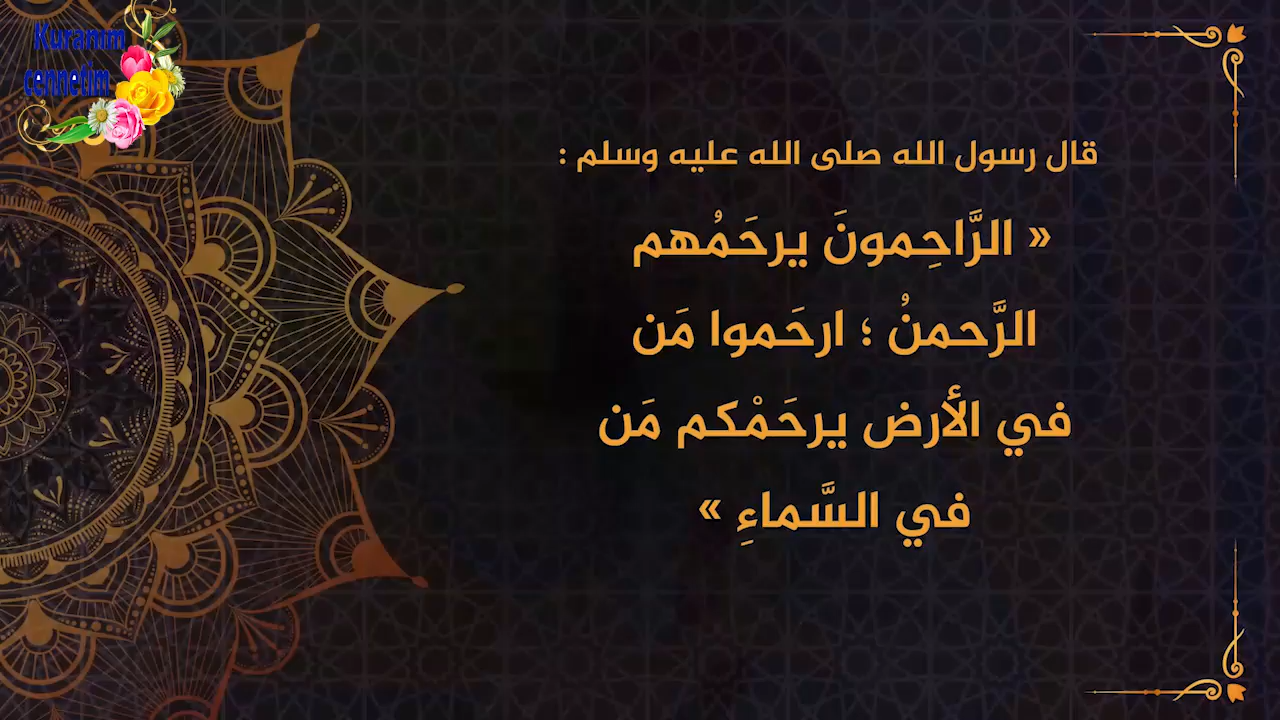 Kuranım
cennetim
قال رسول الله صلى الله عليه وسلم :
« الرَّاحِمونَ يرحَمُهم
الرَّحمنُ ؛ ارحَموا مَن
في الأرض يرحَمْكم مَن
في السَّماءِ »